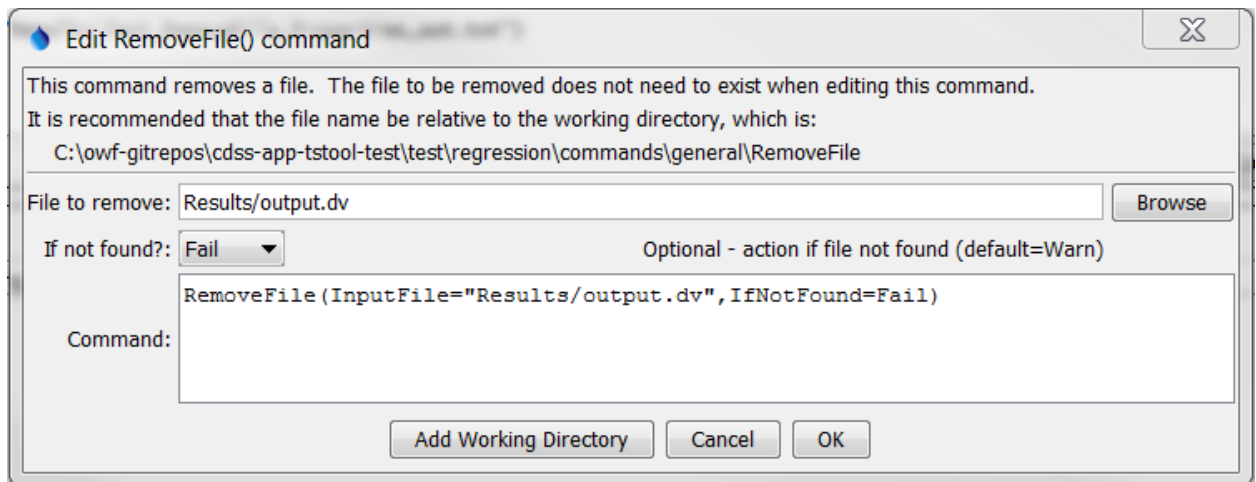 Edit RemoveFile() command
This command removes a file. The file to be removed does not need to exist when editing this command.
It is recommended that the file name be relative to the working directory, which is:
C:\owf-gitrepos\cdss-app-tstool-test\test\regression\commands\general\RemoveFile
File to remove: Results/output.dv Browse
If not found?: Fail Optional - action if file not found (default=Warn)
RemoveFile(InputFile="Results/output.dv",IfNotFound=Fail)
Command:
Add Working Directory Cancel OK